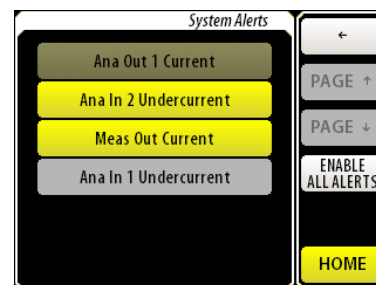 System Alerts
Ana Out 1 Current
Ana In 2 Undercurrent
Meas Out Current
Ana In 1 Undercurrent
←
PAGE ↑
PAGE ↓
ENABLE
ALL ALERTS
HOME